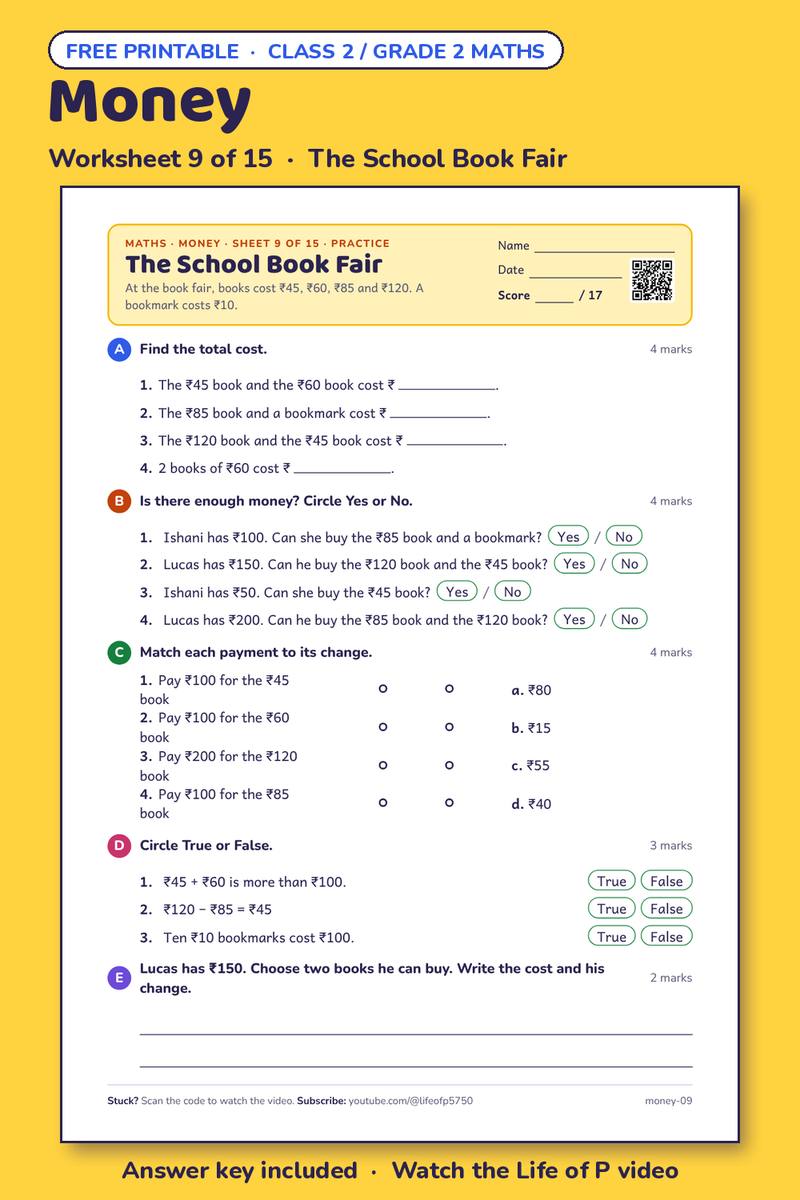 FREE PRINTABLE · CLASS 2 / GRADE 2 MATHS
Money
Worksheet 9 of 15 · The School Book Fair
MATHS · MONEY · SHEET 9 OF 15 · PRACTICE
The School Book Fair
At the book fair, books cost ₹45, ₹60, ₹85 and ₹120. A
bookmark costs ₹10.
Name ____________
Date ____________
Score _____ / 17
A Find the total cost. 4 marks
1. The ₹45 book and the ₹60 book cost ₹ ____________.
2. The ₹85 book and a bookmark cost ₹ ____________.
3. The ₹120 book and the ₹45 book cost ₹ ____________.
4. 2 books of ₹60 cost ₹ ____________.
B Is there enough money? Circle Yes or No. 4 marks
1. Ishani has ₹100. Can she buy the ₹85 book and a bookmark? Yes / No
2. Lucas has ₹150. Can he buy the ₹120 book and the ₹45 book? Yes / No
3. Ishani has ₹50. Can she buy the ₹45 book? Yes / No
4. Lucas has ₹200. Can he buy the ₹85 book and the ₹120 book? Yes / No
C Match each payment to its change. 4 marks
1. Pay ₹100 for the ₹45
book
a. ₹80
2. Pay ₹100 for the ₹60
book
b. ₹15
3. Pay ₹200 for the ₹120
book
c. ₹55
4. Pay ₹100 for the ₹85
book
d. ₹40
D Circle True or False. 3 marks
1. ₹45 + ₹60 is more than ₹100. True False
2. ₹120 − ₹85 = ₹45 True False
3. Ten ₹10 bookmarks cost ₹100. True False
E Lucas has ₹150. Choose two books he can buy. Write the cost and his
change. 2 marks
Stuck? Scan the code to watch the video. Subscribe: youtube.com/@lifeofp5750 money-09
Answer key included · Watch the Life of P video